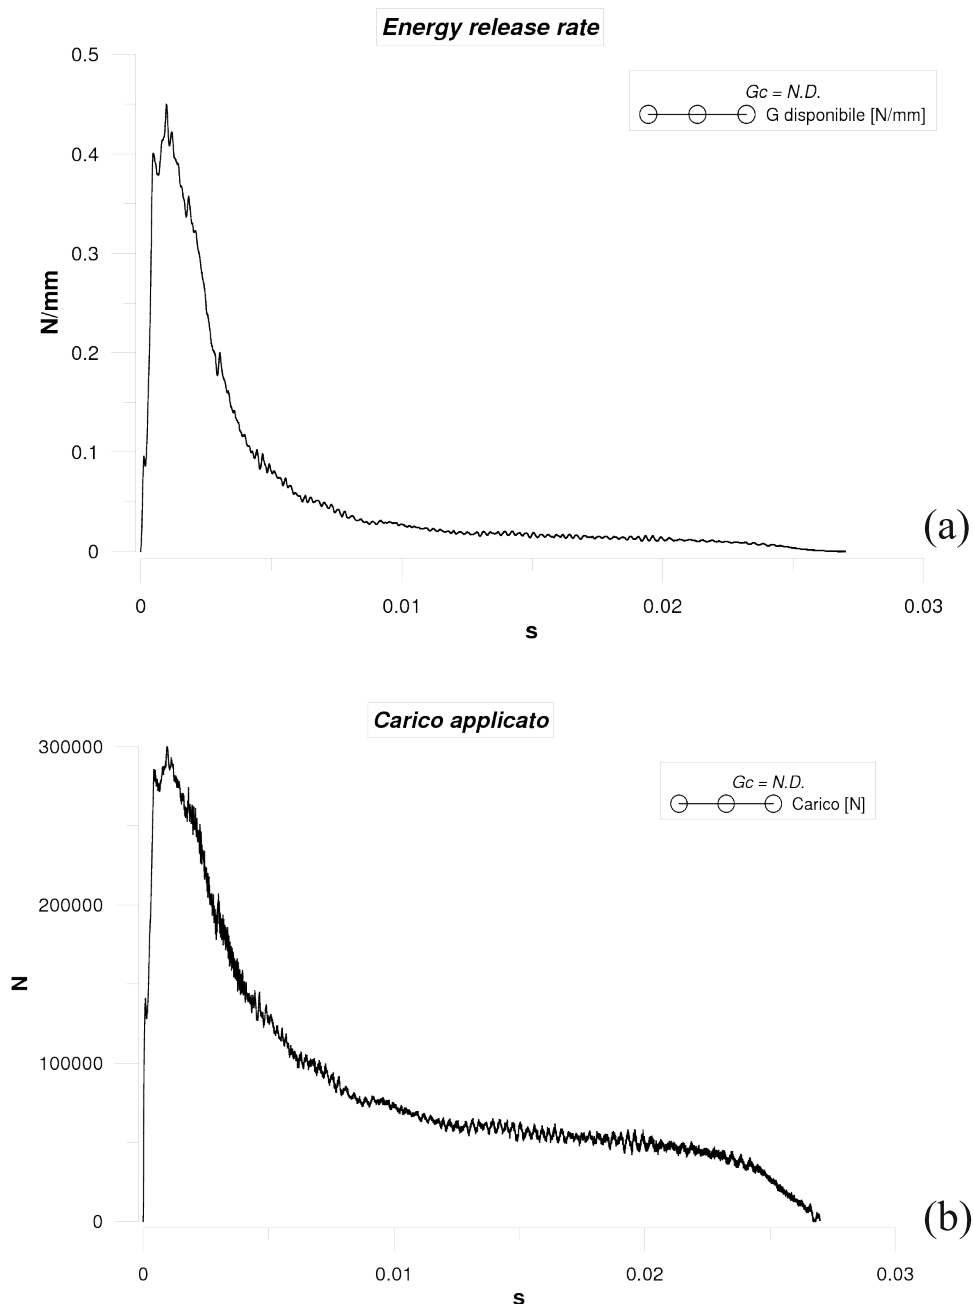 Energy release rate
0.5
Gc = N.D.
G disponibile [N/mm]
0.4
0.3
N/mm
0.2
0.1
(a)
0
0 0.01 0.02 0.03
s
Carico applicato
300000
Gc = N.D.
Carico [N]
200000
N
100000
(b)
0
0 0.01 0.02 0.03
s